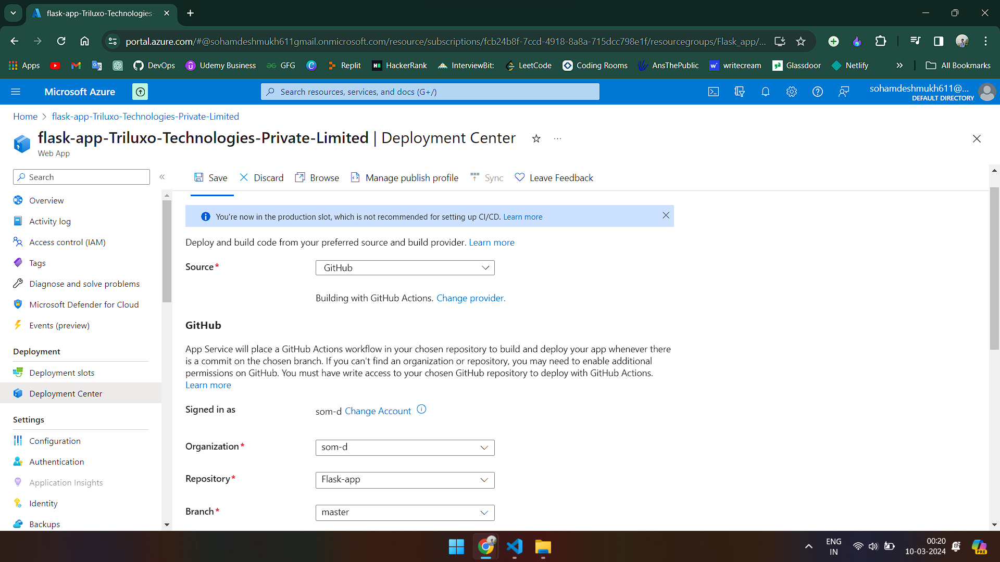 flask-app-Triluxo-Technologies-
portal.azure.com/#@sohamdeshmukh611gmail.onmicrosoft.com/resource/subscriptions/fcb24b8f-7ccd-4918-8a8a-715dcc798e1f/resourcegroups/Flask_app/...
Apps DevOps Udemy Business GFG Replit HackerRank InterviewBit: LeetCode Coding Rooms AnsThePublic writecream Glassdoor Netlify All Bookmarks
Microsoft Azure
Search resources, services, and docs (G+/)
sohamdeshmukh611@...
DEFAULT DIRECTORY
Home > flask-app-Triluxo-Technologies-Private-Limited
flask-app-Triluxo-Technologies-Private-Limited | Deployment Center
Web App
Search
Save Discard Browse Manage publish profile Sync Leave Feedback
Overview
Activity log
Access control (IAM)
Tags
Diagnose and solve problems
Microsoft Defender for Cloud
Events (preview)
Deployment
Deployment slots
Deployment Center
Settings
Configuration
Authentication
Application Insights
Identity
Backups
You're now in the production slot, which is not recommended for setting up CI/CD. Learn more
Deploy and build code from your preferred source and build provider. Learn more
Source*
GitHub
Building with GitHub Actions. Change provider.
GitHub
App Service will place a GitHub Actions workflow in your chosen repository to build and deploy your app whenever there
is a commit on the chosen branch. If you can't find an organization or repository, you may need to enable additional
permissions on GitHub. You must have write access to your chosen GitHub repository to deploy with GitHub Actions.
Learn more
Signed in as
som-d Change Account
Organization*
som-d
Repository*
Flask-app
Branch*
master
ENG
IN
00:20
10-03-2024
PRE